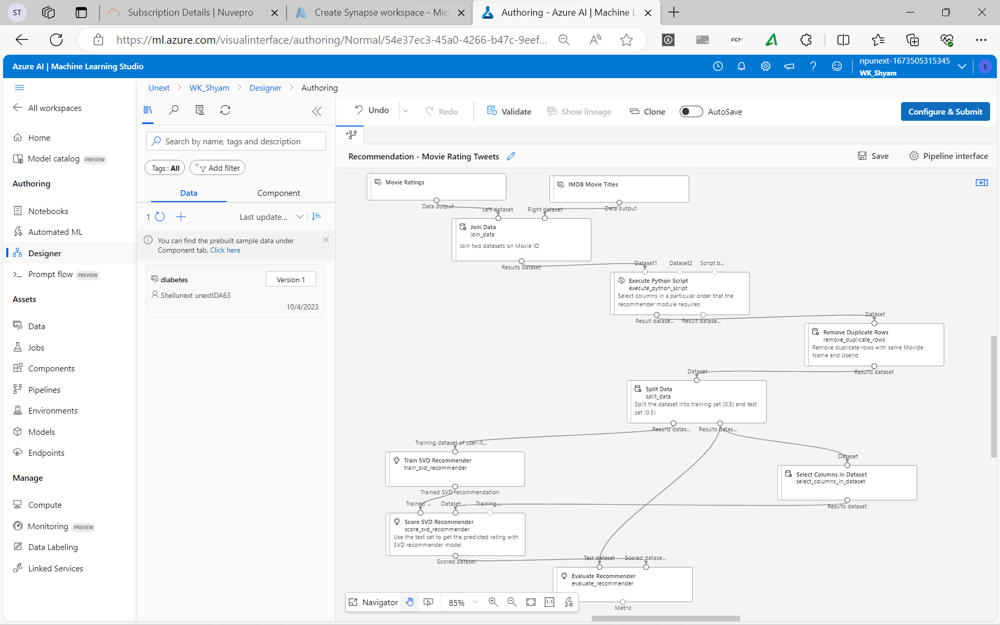 ST
Subscription Details | Nuvepro
Create Synapse workspace - Micr
Authoring - Azure AI | Machine L
https://ml.azure.com/visualinterface/authoring/Normal/54e37ec3-45a0-4266-b47c-9eef...
FCM
Azure AI | Machine Learning Studio
npunext-1673505315345
WK_Shyam
S
All workspaces
Home
Model catalog PREVIEW
Authoring
Notebooks
Automated ML
Designer
Prompt flow PREVIEW
Assets
Data
Jobs
Components
Pipelines
Environments
Models
Endpoints
Manage
Compute
Monitoring PREVIEW
Data Labeling
Linked Services
Unext > WK_Shyam > Designer > Authoring
Search by name, tags and description
Tags : All
Add filter
Data
Component
1
Last update...
You can find the prebuilt sample data under
Component tab. Click here
diabetes
Version 1
Shellunext unextIDA63
10/4/2023
Undo
Redo
Validate
Show lineage
Clone
AutoSave
Configure & Submit
Recommendation - Movie Rating Tweets
Save
Pipeline interface
Movie Ratings
IMDB Movie Titles
Data output
Left dataset
Right dataset
Data output
Join Data
join_data
Join two datasets on Movie ID
Results dataset
Dataset1
Dataset2
Script b...
Execute Python Script
execute_python_script
Select columns in a particular order that the
recommender module requires
Result datase...
Result datase...
Dataset
Remove Duplicate Rows
remove_duplicate_rows
Remove duplicate rows with same Movide
Name and UserId
Results dataset
Dataset
Split Data
split_data
Split the dataset into training set (0.5) and test
set (0.5)
Results datas...
Results datas...
Training dataset of user-it...
Train SVD Recommender
train_svd_recommender
Trained SVD recommendation
Dataset
Select Columns in Dataset
select_columns_in_dataset
Results dataset
Trained ...
Dataset ...
Training...
Score SVD Recommender
score_svd_recommender
Use the test set to get the predicted rating with
SVD recommender model
Scored dataset
Test dataset
Scored datase...
Evaluate Recommender
evaluate_recommender
Metric
Navigator
85%
1:1